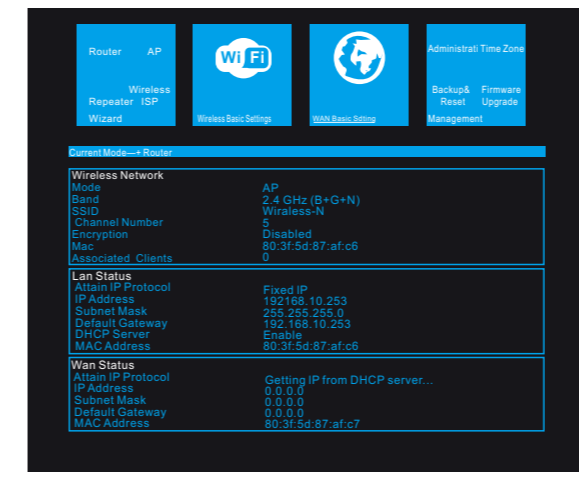 Router AP
Wireless
Repeater ISP
Wizard
Wi Fi
Wireless Basic Settings
WAN Basic Sdting
Administrati Time Zone
Backup& Firmware
Reset Upgrade
Management
Current Mode—+ Router
Wireless Network
Mode AP
Band 2.4 GHz (B+G+N)
SSID Wiraless-N
Channel Number 5
Encryption Disabled
Mac 80:3f:5d:87:af:c6
Associated Clients 0
Lan Status
Attain IP Protocol Fixed IP
IP Address 192168.10.253
Subnet Mask 255.255.255.0
Default Gateway 192.168.10.253
DHCP Server Enable
MAC Address 80:3f:5d:87:af:c6
Wan Status
Attain IP Protocol Getting IP from DHCP server...
IP Address 0.0.0.0
Subnet Mask 0.0.0.0
Default Gateway 0.0.0.0
MAC Address 80:3f:5d:87:af:c7